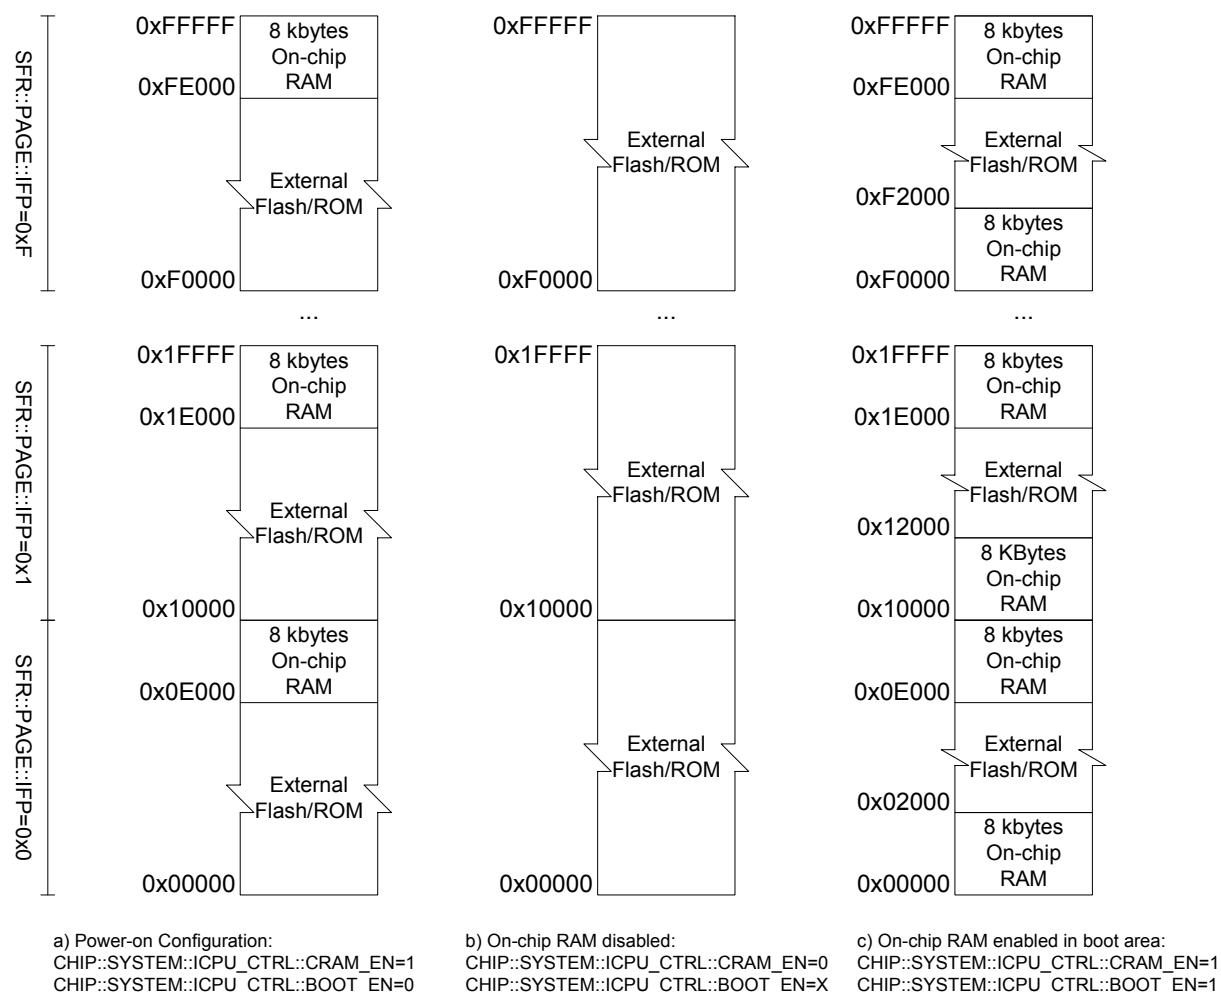 SFR::PAGE::IFP=0xF
SFR::PAGE::IFP=0x1
SFR::PAGE::IFP=0x0
0xFFFFF
8 kbytes
On-chip
RAM
0xFE000
External
Flash/ROM
0xF0000
...
0x1FFFF
8 kbytes
On-chip
RAM
0x1E000
External
Flash/ROM
0x10000
8 kbytes
On-chip
RAM
0x0E000
External
Flash/ROM
0x00000
a) Power-on Configuration:
CHIP::SYSTEM::ICPU_CTRL::CRAM_EN=1
CHIP::SYSTEM::ICPU_CTRL::BOOT_EN=0
0xFFFFF
External
Flash/ROM
0xF0000
...
0x1FFFF
External
Flash/ROM
0x10000
External
Flash/ROM
0x00000
b) On-chip RAM disabled:
CHIP::SYSTEM::ICPU_CTRL::CRAM_EN=0
CHIP::SYSTEM::ICPU_CTRL::BOOT_EN=X
0xFFFFF
8 kbytes
On-chip
RAM
0xFE000
External
Flash/ROM
0xF2000
8 kbytes
On-chip
RAM
0xF0000
...
0x1FFFF
8 kbytes
On-chip
RAM
0x1E000
External
Flash/ROM
0x12000
8 KBytes
On-chip
RAM
0x10000
8 kbytes
On-chip
RAM
0x0E000
External
Flash/ROM
0x02000
8 kbytes
On-chip
RAM
0x00000
c) On-chip RAM enabled in boot area:
CHIP::SYSTEM::ICPU_CTRL::CRAM_EN=1
CHIP::SYSTEM::ICPU_CTRL::BOOT_EN=1